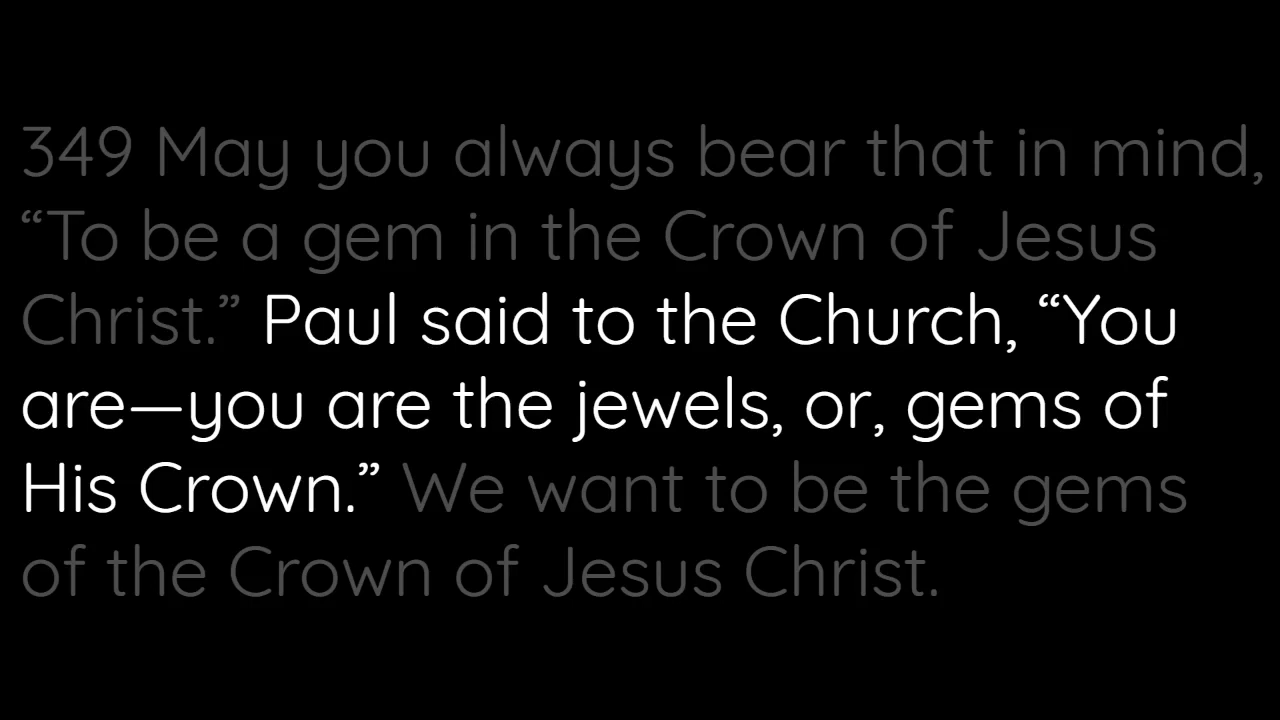 349 May you always bear that in mind,
“To be a gem in the Crown of Jesus
Christ.” Paul said to the Church, “You
are—you are the jewels, or, gems of
His Crown.” We want to be the gems
of the Crown of Jesus Christ.